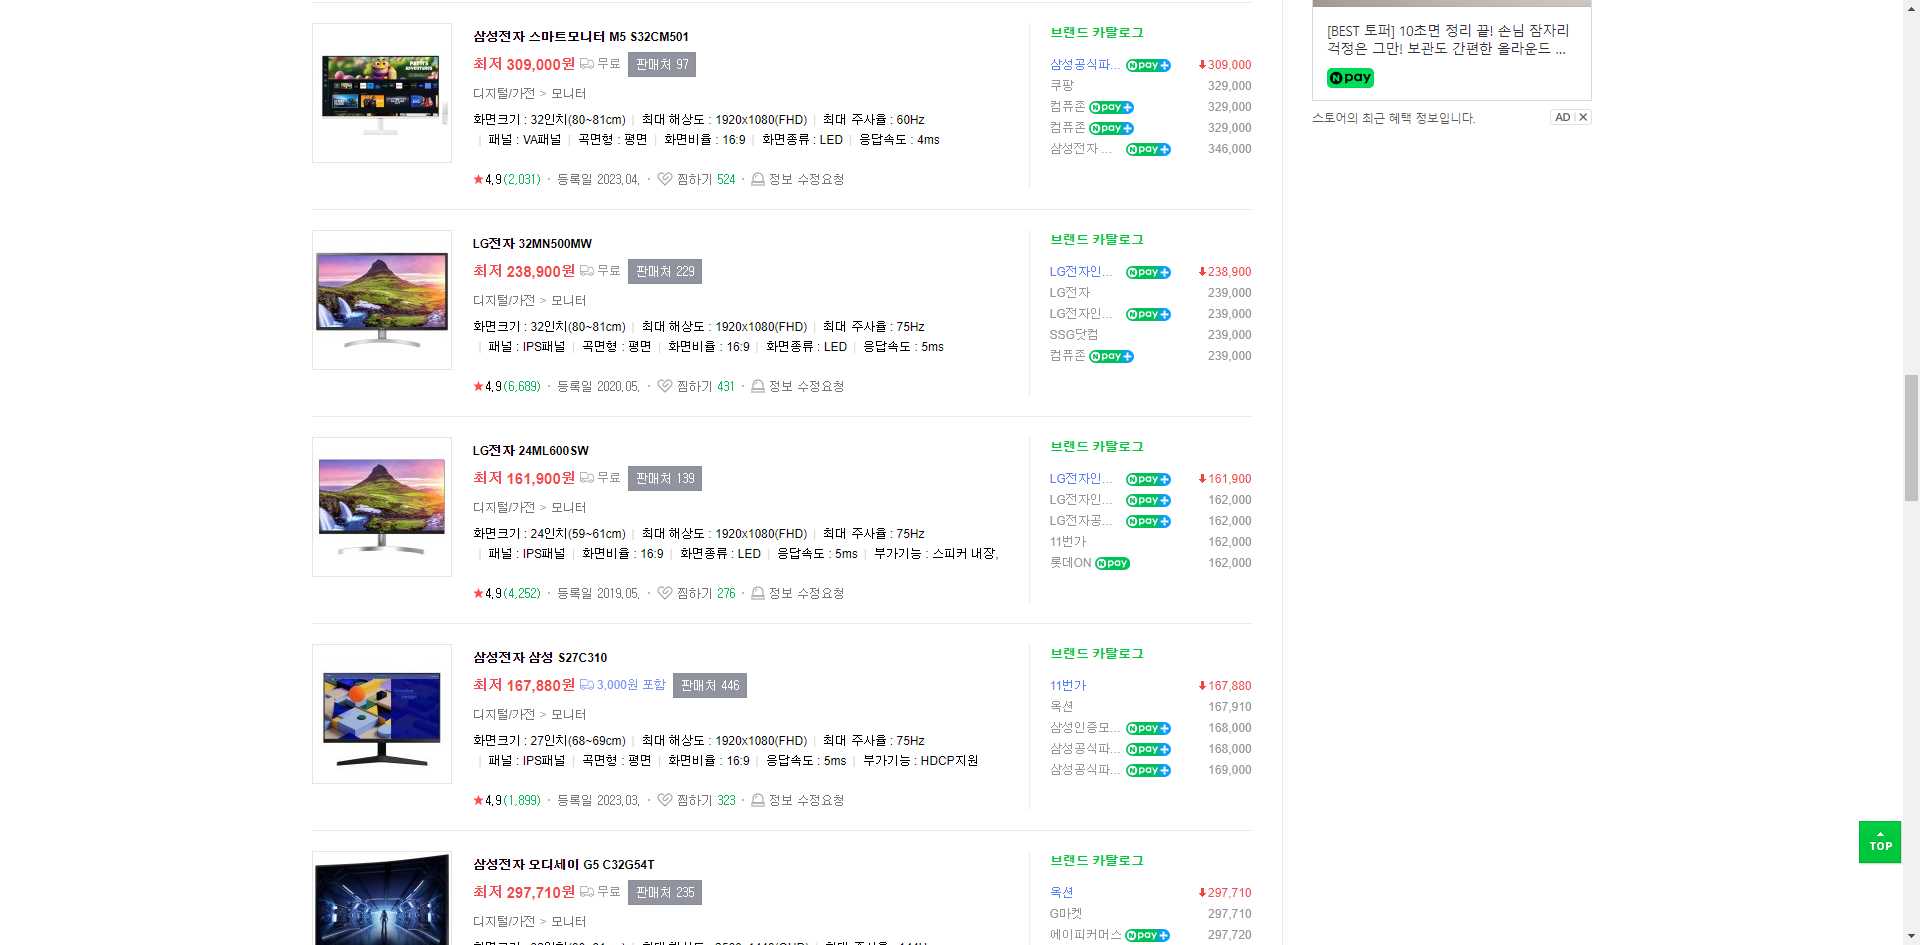 삼성전자 스마트모니터 M5 S32CM501
최저 309,000원 무료 판매처 97
디지털/가전 > 모니터
화면크기 : 32인치(80~81cm) | 최대 해상도 : 1920x1080(FHD) | 최대 주사율 : 60Hz
| 패널 : VA패널 | 곡면형 : 평면 | 화면비율 : 16:9 | 화면종류 : LED | 응답속도 : 4ms
★4.9(2,031) · 등록일 2023.04. · 찜하기 524 · 정보 수정요청
브랜드 카탈로그
삼성공식파... N pay+ 309,000
쿠팡 329,000
컴퓨존 N pay+ 329,000
컴퓨존 N pay+ 329,000
삼성전자 ... N pay+ 346,000
LG전자 32MN500MW
최저 238,900원 무료 판매처 229
디지털/가전 > 모니터
화면크기 : 32인치(80~81cm) | 최대 해상도 : 1920x1080(FHD) | 최대 주사율 : 75Hz
| 패널 : IPS패널 | 곡면형 : 평면 | 화면비율 : 16:9 | 화면종류 : LED | 응답속도 : 5ms
★4.9(6,689) · 등록일 2020.05. · 찜하기 431 · 정보 수정요청
브랜드 카탈로그
LG전자인... N pay+ 238,900
LG전자 239,000
LG전자인... N pay+ 239,000
SSG닷컴 239,000
컴퓨존 N pay+ 239,000
LG전자 24ML600SW
최저 161,900원 무료 판매처 139
디지털/가전 > 모니터
화면크기 : 24인치(59~61cm) | 최대 해상도 : 1920x1080(FHD) | 최대 주사율 : 75Hz
| 패널 : IPS패널 | 화면비율 : 16:9 | 화면종류 : LED | 응답속도 : 5ms | 부가기능 : 스피커 내장,
★4.9(4,252) · 등록일 2019.05. · 찜하기 276 · 정보 수정요청
브랜드 카탈로그
LG전자인... N pay+ 161,900
LG전자인... N pay+ 162,000
LG전자공... N pay+ 162,000
11번가 162,000
롯데ON N pay 162,000
삼성전자 삼성 S27C310
최저 167,880원 3,000원 포함 판매처 446
디지털/가전 > 모니터
화면크기 : 27인치(68~69cm) | 최대 해상도 : 1920x1080(FHD) | 최대 주사율 : 75Hz
| 패널 : IPS패널 | 곡면형 : 평면 | 화면비율 : 16:9 | 응답속도 : 5ms | 부가기능 : HDCP지원
★4.9(1,899) · 등록일 2023.03. · 찜하기 323 · 정보 수정요청
브랜드 카탈로그
11번가 167,880
옥션 167,910
삼성인증모... N pay+ 168,000
삼성공식파... N pay+ 168,000
삼성공식파... N pay+ 169,000
삼성전자 오디세이 G5 C32G54T
최저 297,710원 무료 판매처 235
디지털/가전 > 모니터
브랜드 카탈로그
옥션 297,710
G마켓 297,710
에이피커머스 N pay+ 297,720
[BEST 토퍼] 10초면 정리 끝! 손님 잠자리
걱정은 그만! 보관도 간편한 올라운드 ...
N pay
스토어의 최근 혜택 정보입니다.
AD X
TOP